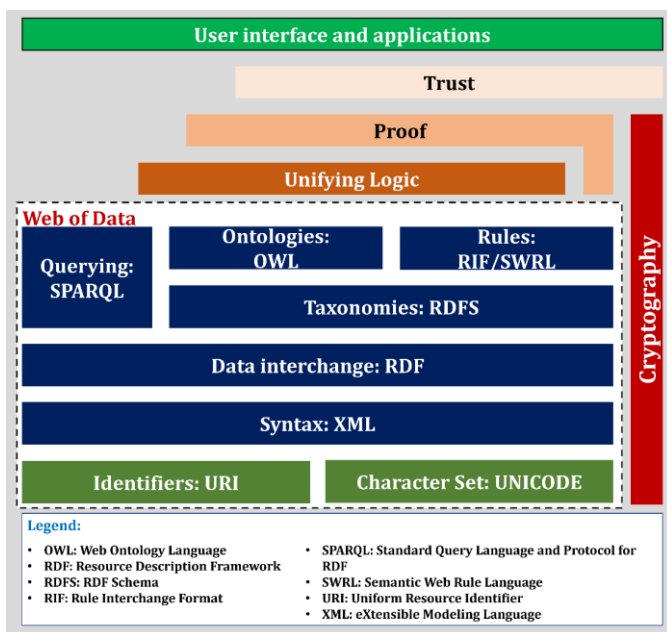 User interface and applications
Trust
Proof
Unifying Logic
Web of Data
Querying:
SPARQL
Ontologies:
OWL
Rules:
RIF/SWRL
Taxonomies: RDFS
Data interchange: RDF
Syntax: XML
Identifiers: URI
Character Set: UNICODE
Cryptography
Legend:
• OWL: Web Ontology Language
• RDF: Resource Description Framework
• RDFS: RDF Schema
• RIF: Rule Interchange Format
• SPARQL: Standard Query Language and Protocol for
RDF
• SWRL: Semantic Web Rule Language
• URI: Uniform Resource Identifier
• XML: eXtensible Modeling Language